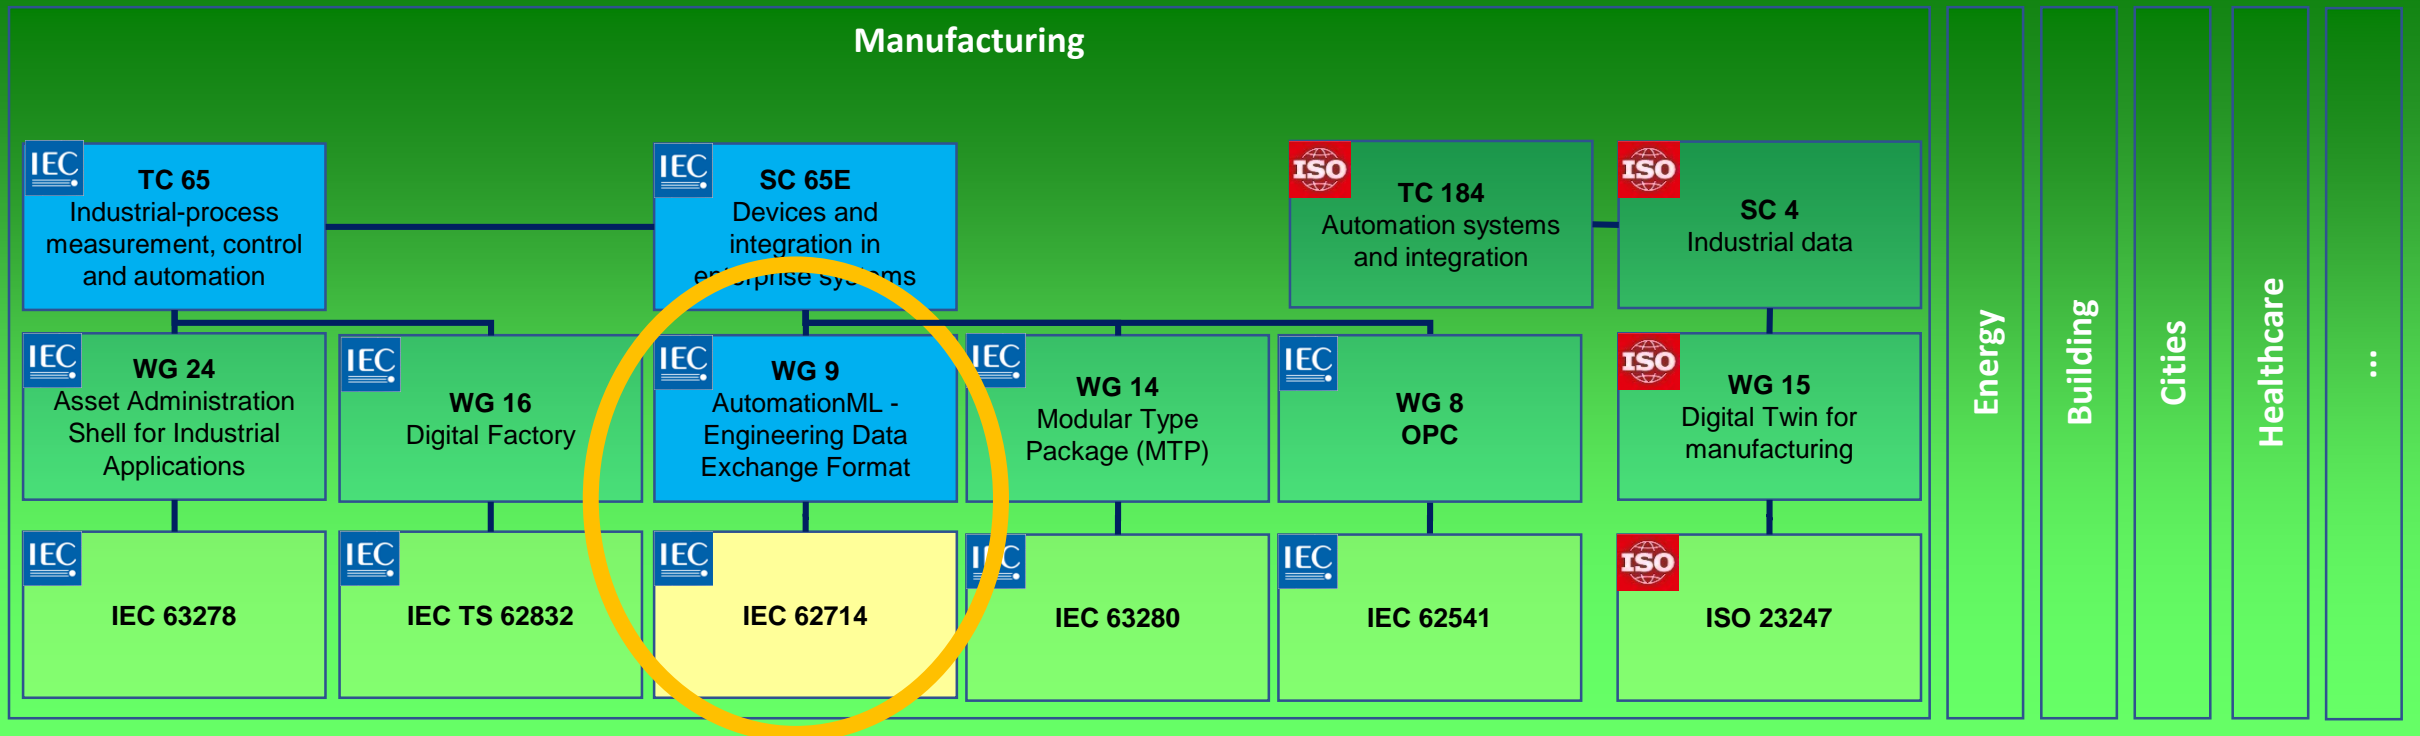 Manufacturing
IEC
TC 65
Industrial-process
measurement, control
and automation
IEC
SC 65E
Devices and
integration in
enterprise systems
ISO
TC 184
Automation systems
and integration
ISO
SC 4
Industrial data
IEC
WG 24
Asset Administration
Shell for Industrial
Applications
IEC
WG 16
Digital Factory
IEC
WG 9
AutomationML -
Engineering Data
Exchange Format
IEC
WG 14
Modular Type
Package (MTP)
IEC
WG 8
OPC
ISO
WG 15
Digital Twin for
manufacturing
IEC
IEC 63278
IEC
IEC TS 62832
IEC
IEC 62714
IEC
IEC 63280
IEC
IEC 62541
ISO
ISO 23247
Energy
Building
Cities
Healthcare
...